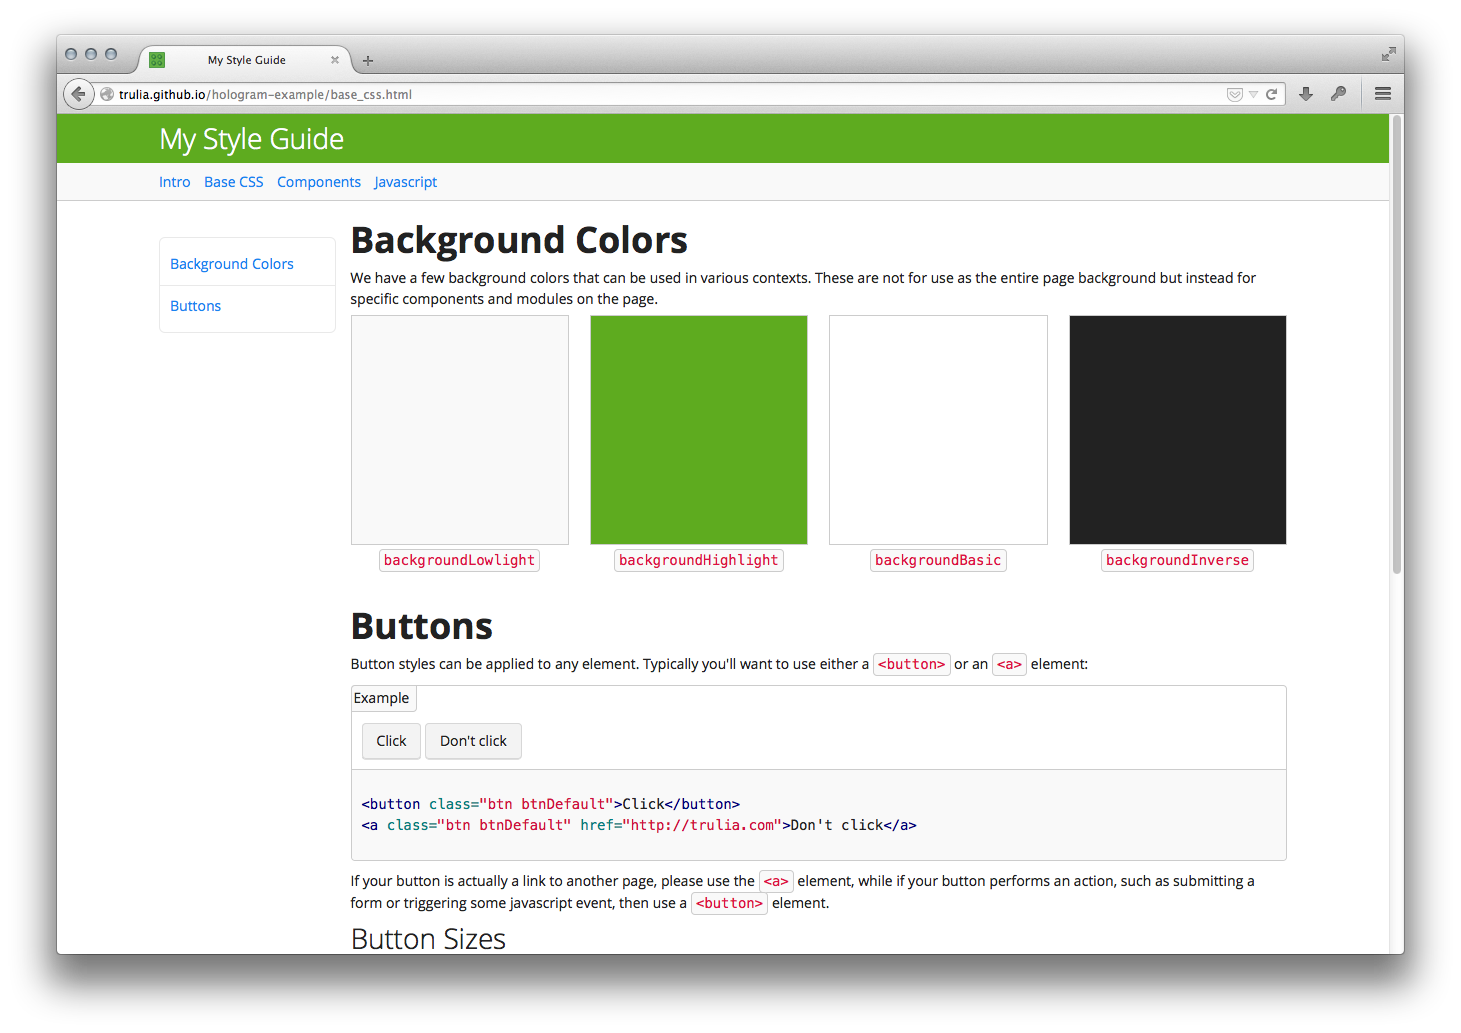 My Style Guide
trulia.github.io/hologram-example/base_css.html
My Style Guide
Intro Base CSS Components Javascript
Background Colors
Buttons
Background Colors
We have a few background colors that can be used in various contexts. These are not for use as the entire page background but instead for
specific components and modules on the page.
backgroundLowlight backgroundHighlight backgroundBasic backgroundInverse
Buttons
Button styles can be applied to any element. Typically you'll want to use either a <button> or an <a> element:
Example
Click Don't click
<button class="btn btnDefault">Click</button>
<a class="btn btnDefault" href="http://trulia.com">Don't click</a>
If your button is actually a link to another page, please use the <a> element, while if your button performs an action, such as submitting a
form or triggering some javascript event, then use a <button> element.
Button Sizes